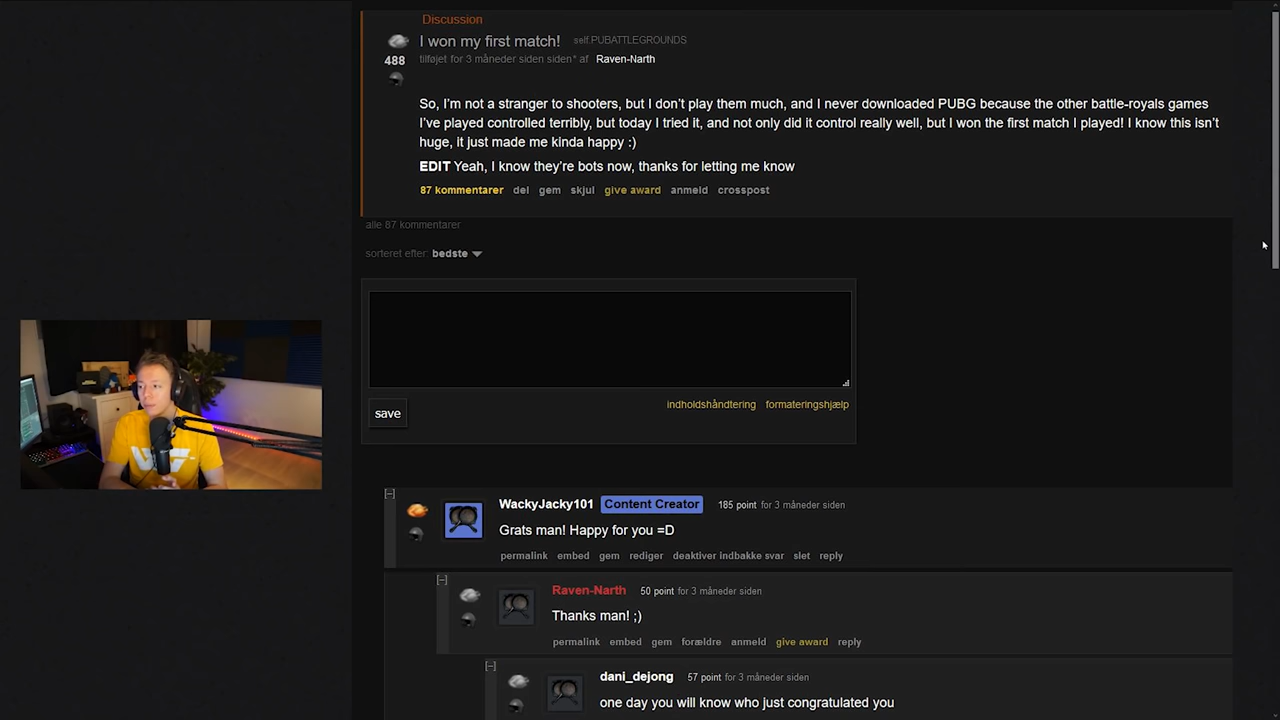 Discussion
I won my first match! self.PUBATTLEGROUNDS
488
tilføjet for 3 måneder siden siden* af Raven-Narth
So, I'm not a stranger to shooters, but I don't play them much, and I never downloaded PUBG because the other battle-royals games
I've played controlled terribly, but today I tried it, and not only did it control really well, but I won the first match I played! I know this isn't
huge, it just made me kinda happy :)
EDIT Yeah, I know they're bots now, thanks for letting me know
87 kommentarer del gem skjul give award anmeld crosspost
alle 87 kommentarer
sorteret efter: bedste
save
indholdshåndtering formateringshjælp
[–]
WackyJacky101 Content Creator 185 point for 3 måneder siden
Grats man! Happy for you =D
permalink embed gem rediger deaktiver indbakke svar slet reply
[–]
Raven-Narth 50 point for 3 måneder siden
Thanks man! ;)
permalink embed gem forældre anmeld give award reply
[–]
dani_dejong 57 point for 3 måneder siden
one day you will know who just congratulated you